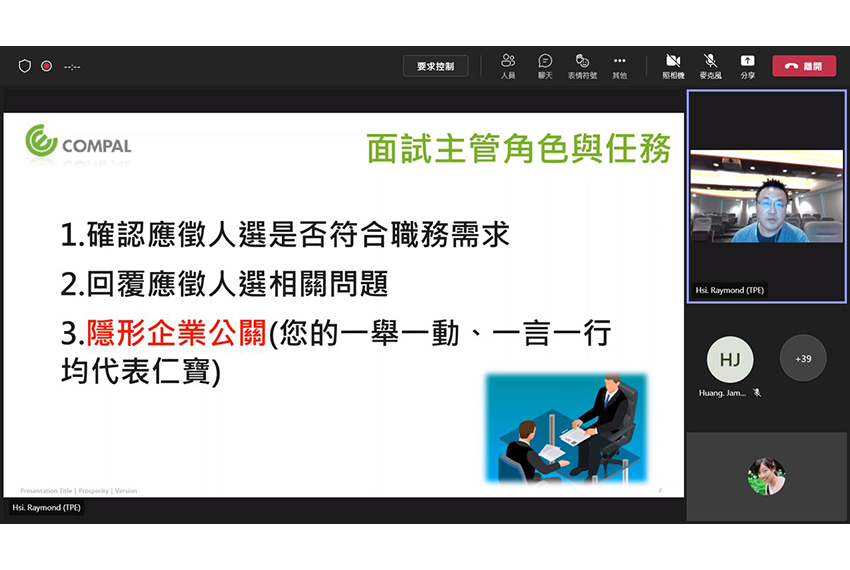 --:--
要求控制
人員
聊天
表情符號
其他
照相機
麥克風
分享
離開
COMPAL
面試主管角色與任務
1.確認應徵人選是否符合職務需求
2.回覆應徵人選相關問題
3.隱形企業公關(您的一舉一動、一言一行
均代表仁寶)
Presentation Title | Prosperity | Version
7
Hsi. Raymond (TPE)
Hsi. Raymond (TPE)
HJ
+39
Huang. Jam...